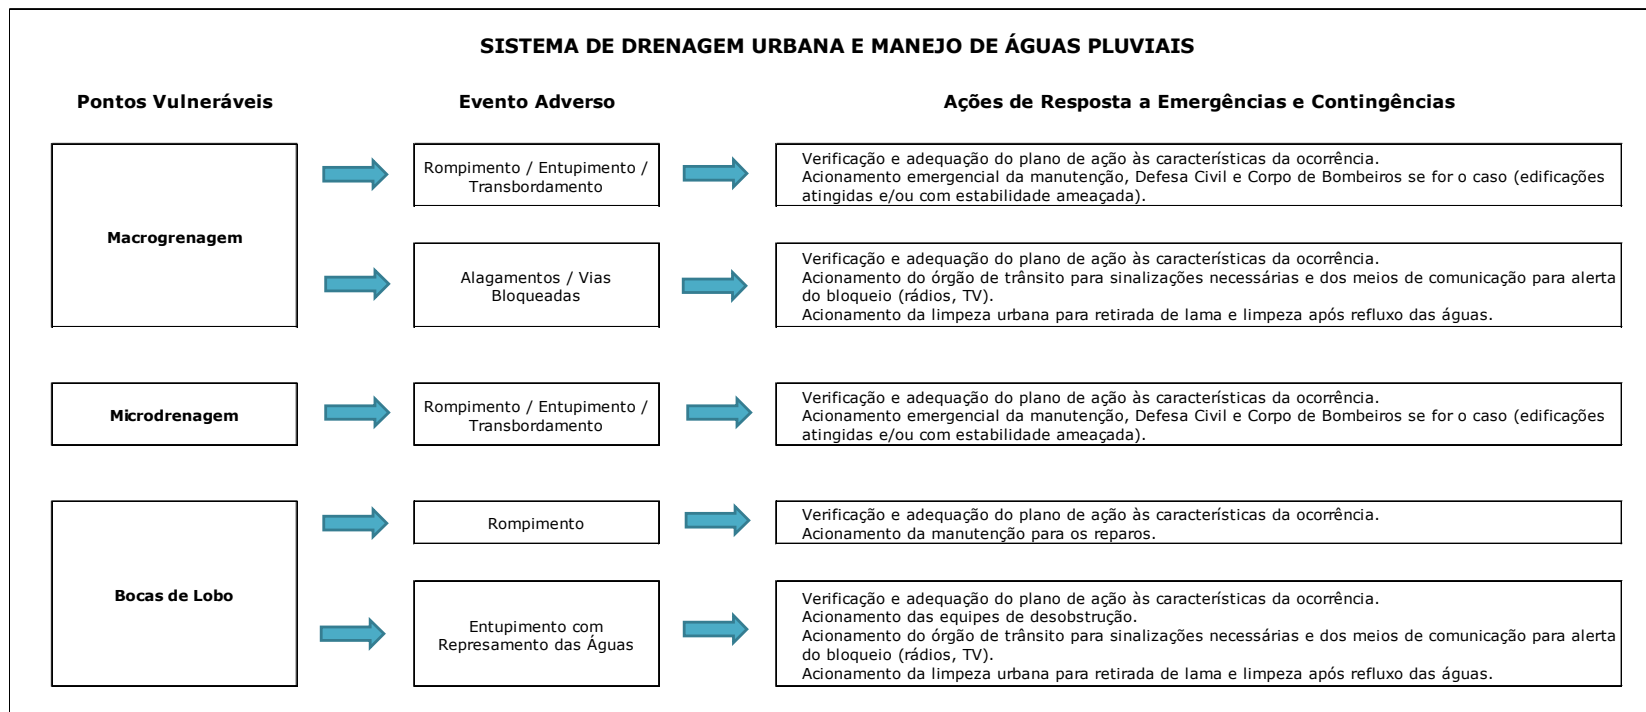 SISTEMA DE DRENAGEM URBANA E MANEJO DE ÁGUAS PLUVIAIS
Pontos Vulneráveis
Evento Adverso
Ações de Resposta a Emergências e Contingências
Macrogrenagem
Rompimento / Entupimento /
Transbordamento
Verificação e adequação do plano de ação às características da ocorrência.
Acionamento emergencial da manutenção, Defesa Civil e Corpo de Bombeiros se for o caso (edificações
atingidas e/ou com estabilidade ameaçada).
Alagamentos / Vias
Bloqueadas
Verificação e adequação do plano de ação às características da ocorrência.
Acionamento do órgão de trânsito para sinalizações necessárias e dos meios de comunicação para alerta
do bloqueio (rádios, TV).
Acionamento da limpeza urbana para retirada de lama e limpeza após refluxo das águas.
Microdrenagem
Rompimento / Entupimento /
Transbordamento
Verificação e adequação do plano de ação às características da ocorrência.
Acionamento emergencial da manutenção, Defesa Civil e Corpo de Bombeiros se for o caso (edificações
atingidas e/ou com estabilidade ameaçada).
Bocas de Lobo
Rompimento
Verificação e adequação do plano de ação às características da ocorrência.
Acionamento da manutenção para os reparos.
Entupimento com
Represamento das Águas
Verificação e adequação do plano de ação às características da ocorrência.
Acionamento das equipes de desobstrução.
Acionamento do órgão de trânsito para sinalizações necessárias e dos meios de comunicação para alerta
do bloqueio (rádios, TV).
Acionamento da limpeza urbana para retirada de lama e limpeza após refluxo das águas.